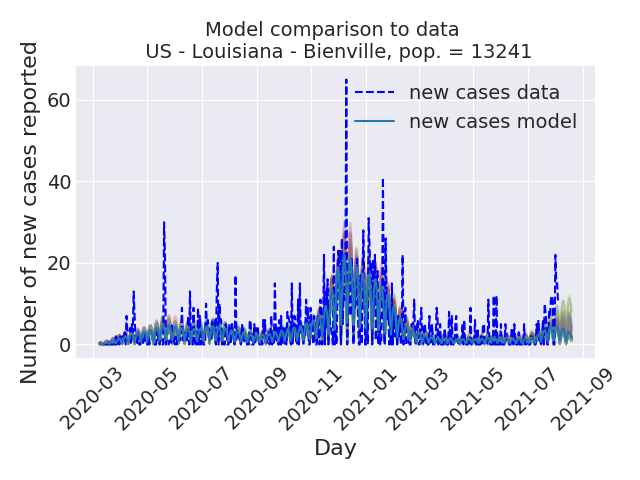 Model comparison to data
US - Louisiana - Bienville, pop. = 13241
Number of new cases reported
60
40
20
0
new cases data
new cases model
2020-03
2020-05
2020-07
2020-09
2020-11
2021-01
2021-03
2021-05
2021-07
2021-09
Day